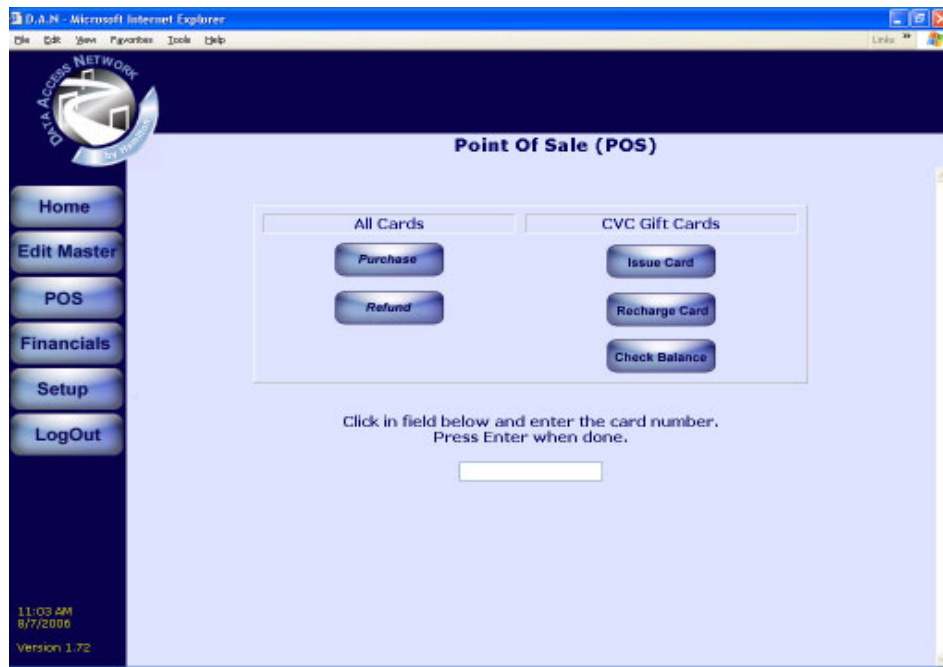 D.A.N - Microsoft Internet Explorer
File Edit View Favorites Tools Help
Links »
DATA ACCESS NETWORK
Point Of Sale (POS)
Home
Edit Master
POS
Financials
Setup
LogOut
All Cards
CVC Gift Cards
Purchase
Issue Card
Refund
Recharge Card
Check Balance
Click in field below and enter the card number.
Press Enter when done.
11:03 AM
8/7/2006
Version 1.72